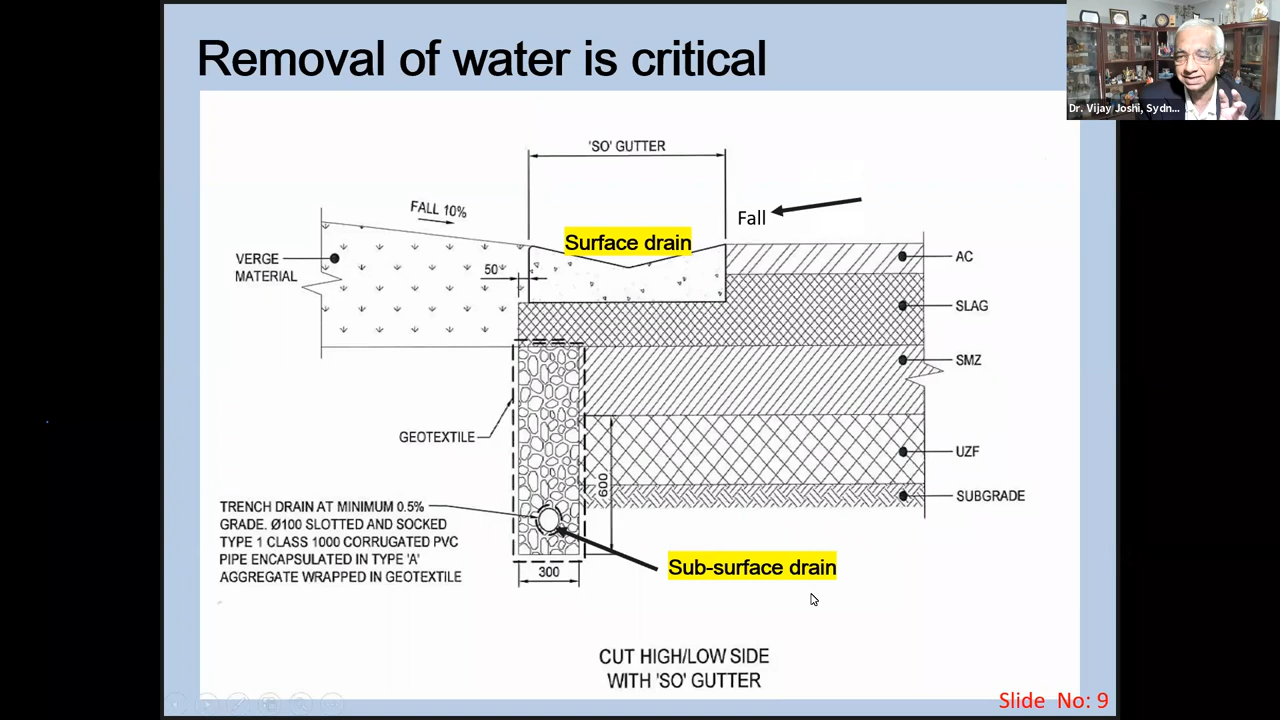 Removal of water is critical
Dr. Vijay Joshi, Sydn...
'SO' GUTTER
FALL 10%
Fall
Surface drain
VERGE
MATERIAL
50
AC
SLAG
SMZ
GEOTEXTILE
UZF
600
SUBGRADE
TRENCH DRAIN AT MINIMUM 0.5%
GRADE. Ø100 SLOTTED AND SOCKED
TYPE 1 CLASS 1000 CORRUGATED PVC
PIPE ENCAPSULATED IN TYPE 'A'
AGGREGATE WRAPPED IN GEOTEXTILE
300
Sub-surface drain
CUT HIGH/LOW SIDE
WITH 'SO' GUTTER
Slide No: 9